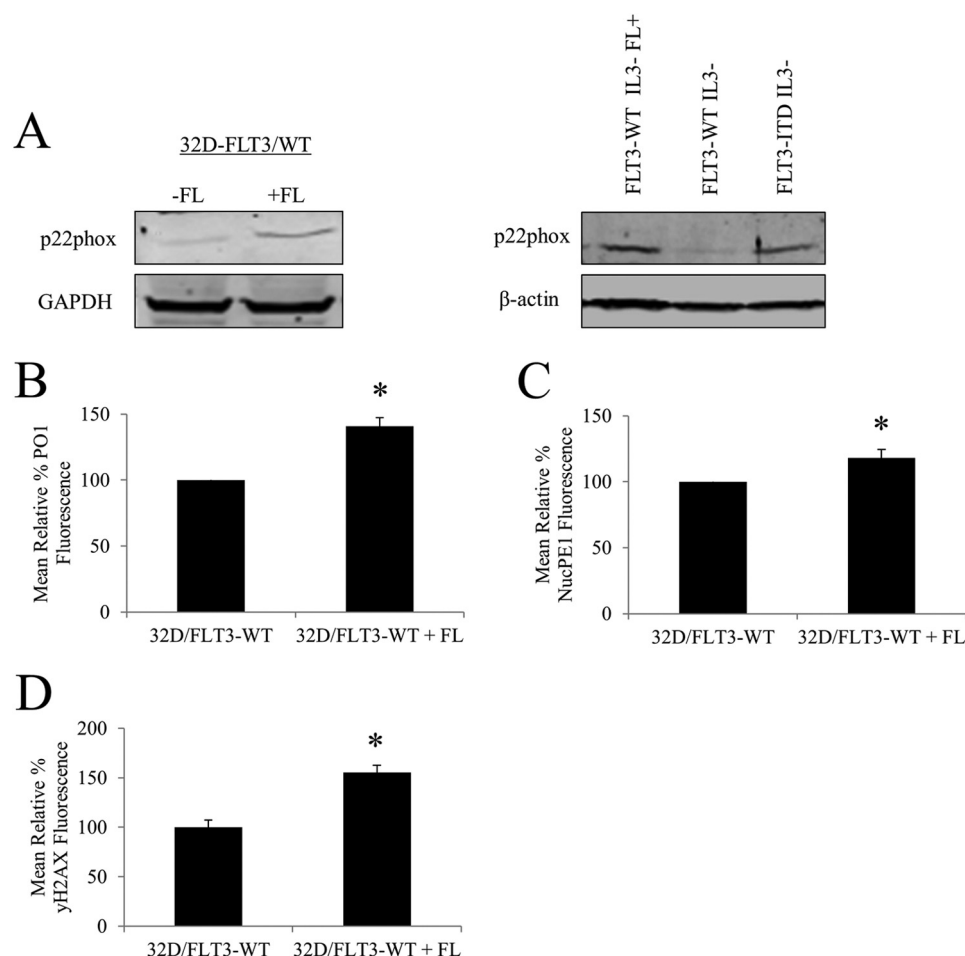 A
32D-FLT3/WT
-FL +FL
p22phox
GAPDH
FLT3-WT IL3- FL+
FLT3-WT IL3-
FLT3-ITD IL3-
p22phox
β-actin
B
Mean Relative % PO1
Fluorescence
150
100
50
0
*
32D/FLT3-WT 32D/FLT3-WT + FL
C
Mean Relative %
NucPE1 Fluorescence
150
100
50
0
*
32D/FLT3-WT 32D/FLT3-WT + FL
D
Mean Relative %
yH2AX Fluorescence
200
150
100
50
0
*
32D/FLT3-WT 32D/FLT3-WT + FL